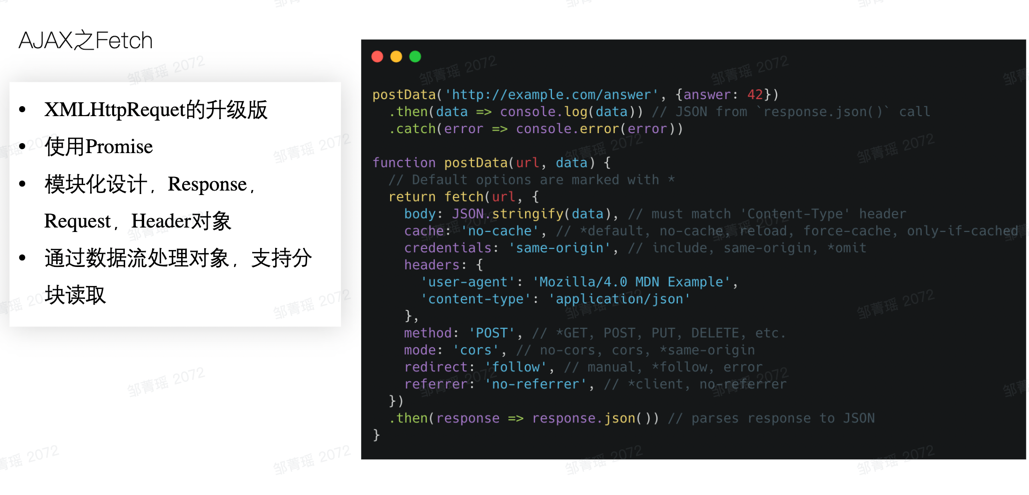 AJAX之Fetch
• XMLHttpRequet的升级版
• 使用Promise
• 模块化设计，Response，
Request，Header对象
• 通过数据流处理对象，支持分
块读取
postData('http://example.com/answer', {answer: 42})
  .then(data => console.log(data)) // JSON from `response.json()` call
  .catch(error => console.error(error))
function postData(url, data) {
  // Default options are marked with *
  return fetch(url, {
    body: JSON.stringify(data), // must match 'Content-Type' header
    cache: 'no-cache', // *default, no-cache, reload, force-cache, only-if-cached
    credentials: 'same-origin', // include, same-origin, *omit
    headers: {
      'user-agent': 'Mozilla/4.0 MDN Example',
      'content-type': 'application/json'
    },
    method: 'POST', // *GET, POST, PUT, DELETE, etc.
    mode: 'cors', // no-cors, cors, *same-origin
    redirect: 'follow', // manual, *follow, error
    referrer: 'no-referrer', // *client, no-referrer
  })
  .then(response => response.json()) // parses response to JSON
}
邹菁瑶 2072